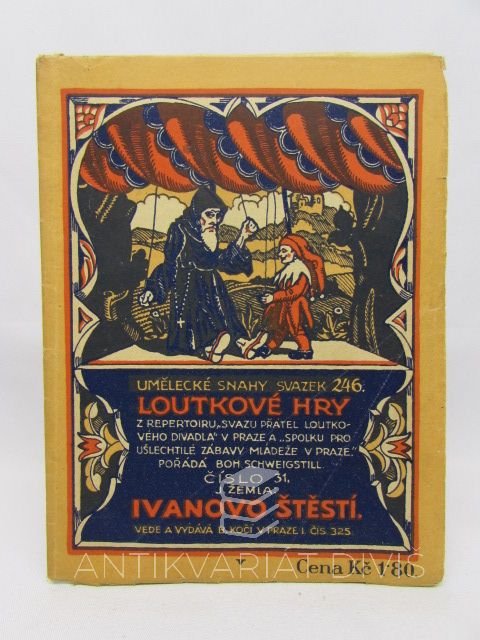 UMĚLECKÉ SNAHY SVAZEK 246.
LOUTKOVÉ HRY
Z REPERTOIRU „SVAZU PŘÁTEL LOUTKO-
VÉHO DIVADLA" V PRAZE A „SPOLKU PRO
UŠLECHTILÉ ZÁBAVY MLÁDEŽE V PRAZE."
POŘÁDÁ BOH. SCHWEIGSTILL.
ČÍSLO 31.
J. ZEMLA:
IVANOVO ŠTĚSTÍ.
VEDE A VYDÁVÁ B. KOČÍ V PRAZE I. ČÍS. 325
Cena Kč 1·80.
ANTIKVARIÁT DIVIŠ